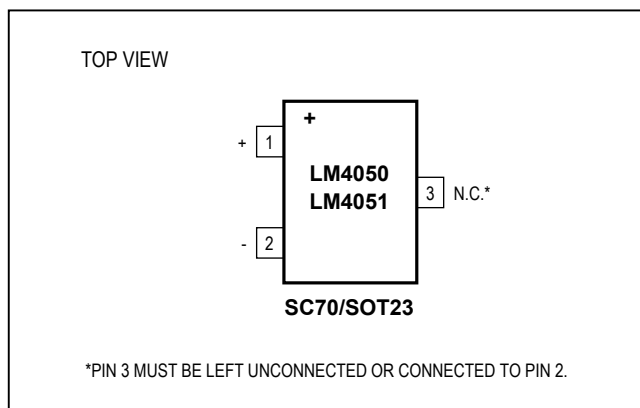 TOP VIEW
+
+ 1
LM4050
LM4051
3 N.C.*
- 2
SC70/SOT23
*PIN 3 MUST BE LEFT UNCONNECTED OR CONNECTED TO PIN 2.